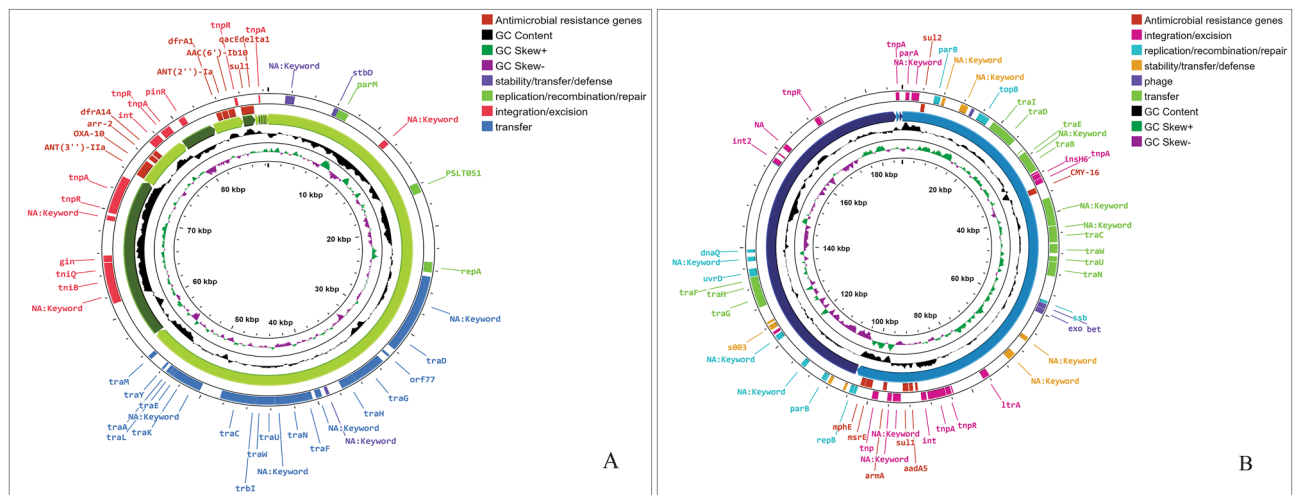 tnpR
tnpA
qacEdelta1
dfrA1
AAC(6')-Ib10
sul1
ANT(2'')-Ia
pinR
tnpR
tnpA
int
dfrA14
arr-2
OXA-10
ANT(3'')-IIa
tnpA
tnpR
NA:Keyword
gin
tniQ
tniB
NA:Keyword
NA:Keyword
stbD
parM
NA:Keyword
PSLT051
repA
NA:Keyword
traD
orf77
traG
traH
NA:Keyword
NA:Keyword
traF
traN
NA:Keyword
traU
traW
trbI
traC
traK
NA:Keyword
traE
traL
traA
traY
traM
10 kbp
20 kbp
30 kbp
40 kbp
50 kbp
60 kbp
70 kbp
80 kbp
Antimicrobial resistance genes
GC Content
GC Skew+
GC Skew-
stability/transfer/defense
replication/recombination/repair
integration/excision
transfer
A
tnpA
parA
NA:Keyword
sul2
parB
NA:Keyword
NA:Keyword
topB
traI
traD
traE
NA:Keyword
traB
tnpA
insH6
CMY-16
NA:Keyword
NA:Keyword
traC
traW
traU
traN
ssb
bet
exo
NA:Keyword
NA:Keyword
ltrA
tnpR
tnpA
int
aadA5
sul1
NA:Keyword
NA:Keyword
armA
tnp
msrE
mphE
repB
parB
NA:Keyword
NA:Keyword
s003
traG
traH
traF
uvrD
NA:Keyword
dnaQ
int2
NA
tnpR
20 kbp
40 kbp
60 kbp
80 kbp
100 kbp
120 kbp
140 kbp
160 kbp
180 kbp
Antimicrobial resistance genes
integration/excision
replication/recombination/repair
stability/transfer/defense
phage
transfer
GC Content
GC Skew+
GC Skew-
B